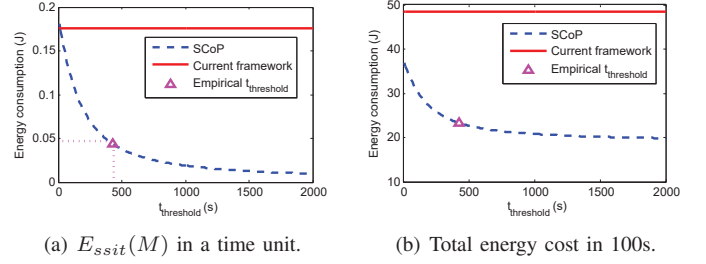 0.2
0.15
0.1
0.05
0
0 500 1000 1500 2000
Energy consumption (J)
t_threshold (s)
SCoP
Current framework
Empirical t_threshold
(a) E_ssit(M) in a time unit.
50
40
30
20
10
0 500 1000 1500 2000
Energy consumption (J)
t_threshold (s)
SCoP
Current framework
Empirical t_threshold
(b) Total energy cost in 100s.